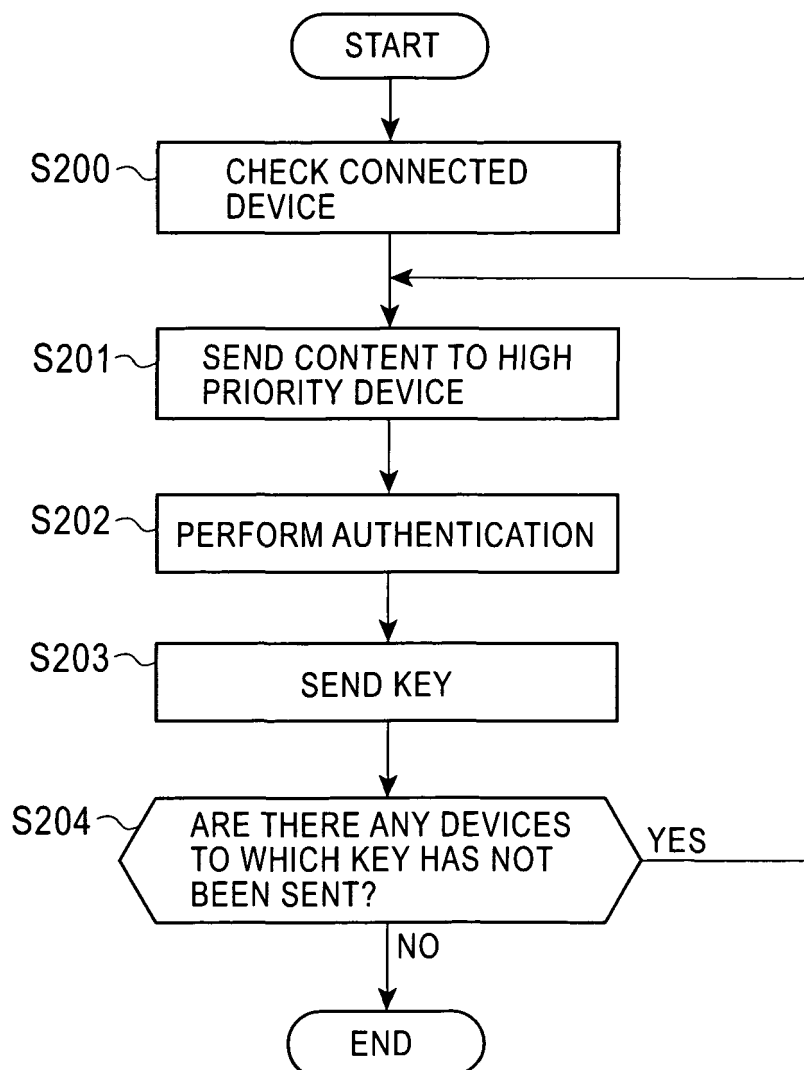 START
S200
CHECK CONNECTED
DEVICE
S201
SEND CONTENT TO HIGH
PRIORITY DEVICE
S202
PERFORM AUTHENTICATION
S203
SEND KEY
S204
ARE THERE ANY DEVICES
TO WHICH KEY HAS NOT
BEEN SENT?
YES
NO
END